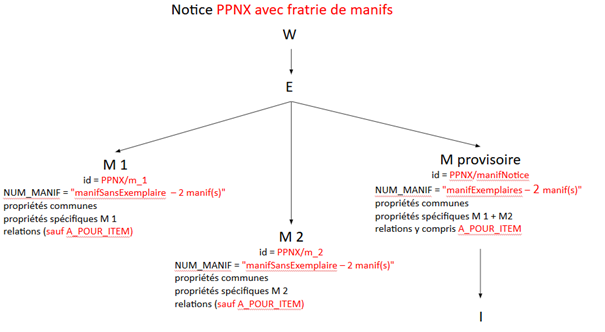 Notice PPNX avec fratrie de manifs
W
E
M 1
id = PPNX/m_1
NUM_MANIF = "manifSansExemplaire – 2 manif(s)"
propriétés communes
propriétés spécifiques M 1
relations (sauf A_POUR_ITEM)
M 2
id = PPNX/m_2
NUM_MANIF = "manifSansExemplaire – 2 manif(s)"
propriétés communes
propriétés spécifiques M 2
relations (sauf A_POUR_ITEM)
M provisoire
id = PPNX/manifNotice
NUM_MANIF = "manifExemplaires – 2 manif(s)"
propriétés communes
propriétés spécifiques M 1 + M2
relations y compris A_POUR_ITEM
I